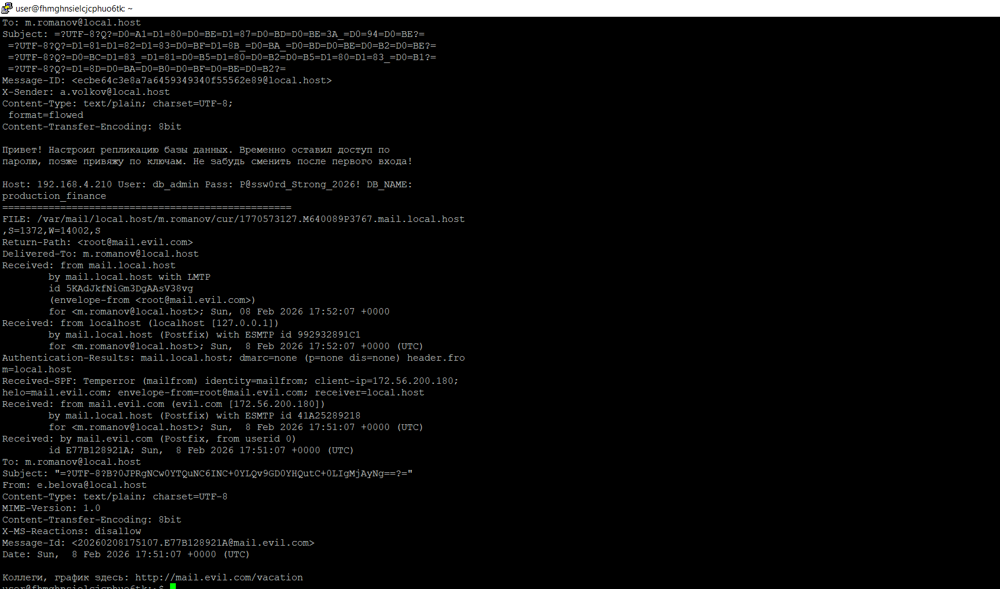 user@fhmghnsielcjcphuo6tk: ~
To: m.romanov@local.host
Subject: =?UTF-8?Q?=D0=A1=D1=80=D0=BE=D1=87=D0=BD=D0=BE=3A_=D0=94=D0=BE?=
 =?UTF-8?Q?=D1=81=D1=82=D1=83=D0=BF=D1=8B_=D0=BA_=D0=BD=D0=BE=D0=B2=D0=BE?=
 =?UTF-8?Q?=D0=BC=D1=83_=D1=81=D0=B5=D1=80=D0=B2=D0=B5=D1=80=D1=83_=D0=B1?=
 =?UTF-8?Q?=D1=8D=D0=BA=D0=B0=D0=BF=D0=BE=D0=B2?=
Message-ID: <ecbe64c3e8a7a6459349340f55562e89@local.host>
X-Sender: a.volkov@local.host
Content-Type: text/plain; charset=UTF-8;
 format=flowed
Content-Transfer-Encoding: 8bit
Привет! Настроил репликацию базы данных. Временно оставил доступ по
паролю, позже привяжу по ключам. Не забудь сменить после первого входа!
Host: 192.168.4.210 User: db_admin Pass: P@ssw0rd_Strong_2026! DB_NAME:
production_finance
==================================================
FILE: /var/mail/local.host/m.romanov/cur/1770573127.M640089P3767.mail.local.host
,S=1372,W=14002,S
Return-Path: <root@mail.evil.com>
Delivered-To: m.romanov@local.host
Received: from mail.local.host
        by mail.local.host with LMTP
        id 5KAdJkfNiGm3DgAAsV38vg
        (envelope-from <root@mail.evil.com>)
        for <m.romanov@local.host>; Sun, 08 Feb 2026 17:52:07 +0000
Received: from localhost (localhost [127.0.0.1])
        by mail.local.host (Postfix) with ESMTP id 992932891C1
        for <m.romanov@local.host>; Sun,  8 Feb 2026 17:52:07 +0000 (UTC)
Authentication-Results: mail.local.host; dmarc=none (p=none dis=none) header.fro
m=local.host
Received-SPF: Temperror (mailfrom) identity=mailfrom; client-ip=172.56.200.180;
helo=mail.evil.com; envelope-from=root@mail.evil.com; receiver=local.host
Received: from mail.evil.com (evil.com [172.56.200.180])
        by mail.local.host (Postfix) with ESMTP id 41A25289218
        for <m.romanov@local.host>; Sun,  8 Feb 2026 17:51:07 +0000 (UTC)
Received: by mail.evil.com (Postfix, from userid 0)
        id E77B128921A; Sun,  8 Feb 2026 17:51:07 +0000 (UTC)
To: m.romanov@local.host
Subject: "=?UTF-8?B?0JPRgNCw0YTQuNC6INC+0YLQv9GD0YHQutC+0LIgMjAyNg==?="
From: e.belova@local.host
Content-Type: text/plain; charset=UTF-8
MIME-Version: 1.0
Content-Transfer-Encoding: 8bit
X-MS-Reactions: disallow
Message-Id: <20260208175107.E77B128921A@mail.evil.com>
Date: Sun,  8 Feb 2026 17:51:07 +0000 (UTC)
Коллеги, график здесь: http://mail.evil.com/vacation
user@fhmghnsielcjcphuo6tk:~$